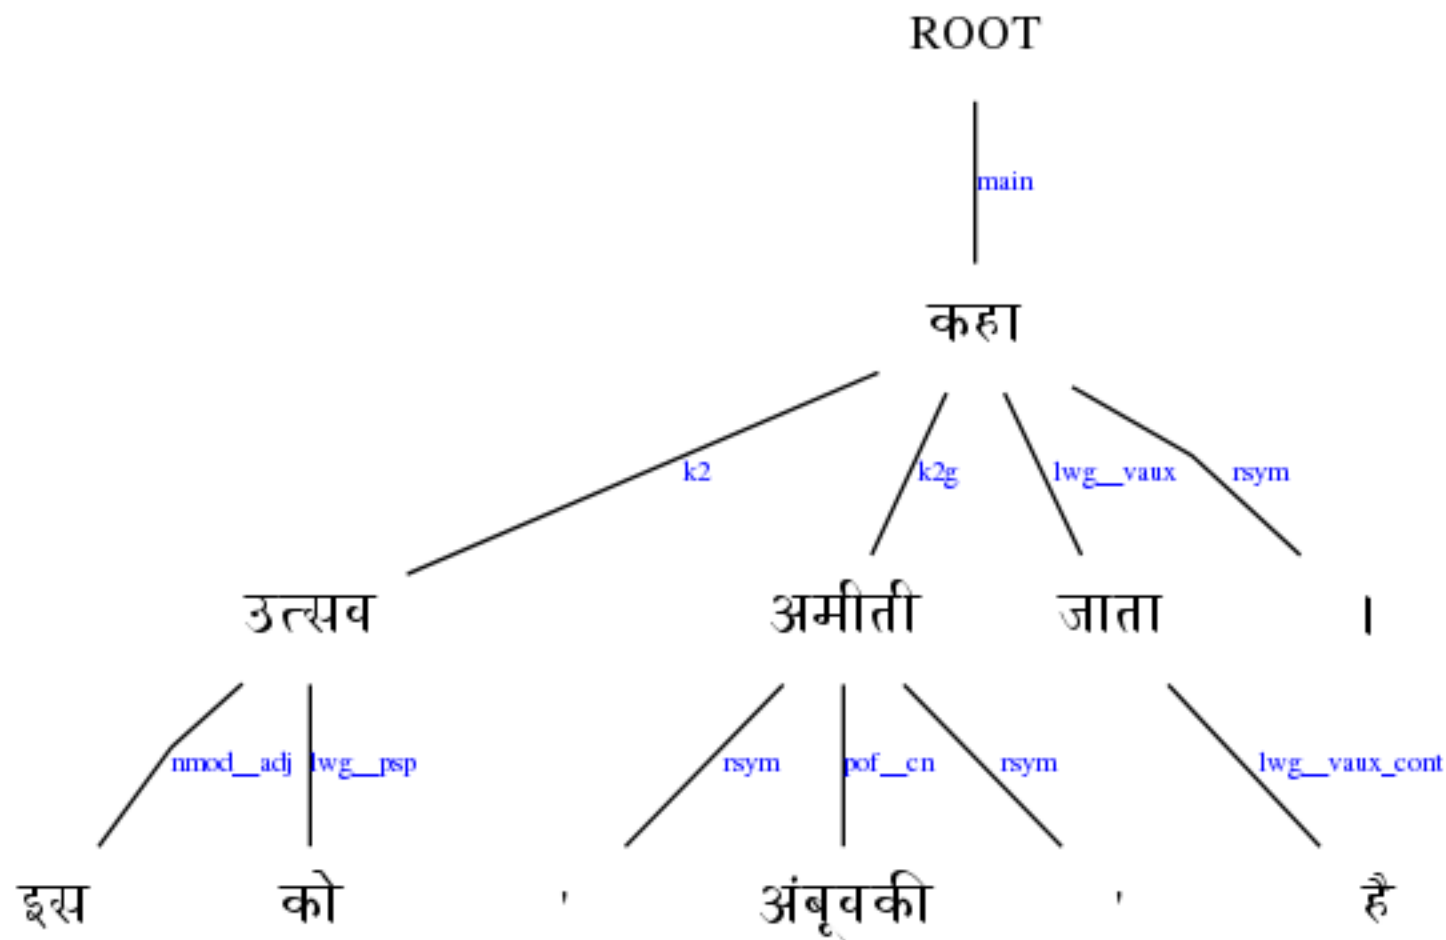 ROOT
main
कहा
k2 k2g lwg__vaux rsym
उत्सव अमीती जाता ।
nmod__adj lwg__psp rsym pof__cn rsym lwg__vaux_cont
इस को ' अंबूवकी ' है